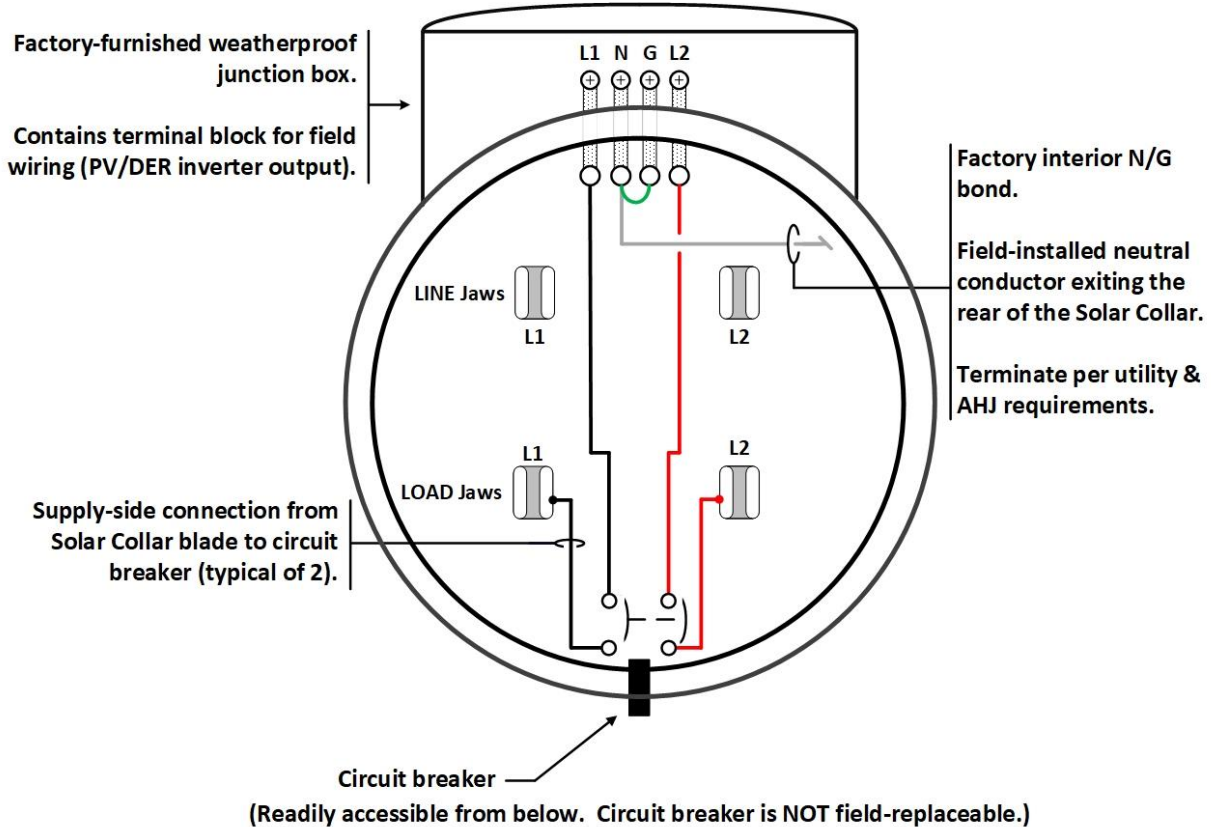 Factory-furnished weatherproof
junction box.
Contains terminal block for field
wiring (PV/DER inverter output).
L1 N G L2
Factory interior N/G
bond.
Field-installed neutral
conductor exiting the
rear of the Solar Collar.
Terminate per utility &
AHJ requirements.
LINE Jaws
L1
L2
L1
L2
LOAD Jaws
Supply-side connection from
Solar Collar blade to circuit
breaker (typical of 2).
Circuit breaker
(Readily accessible from below. Circuit breaker is NOT field-replaceable.)